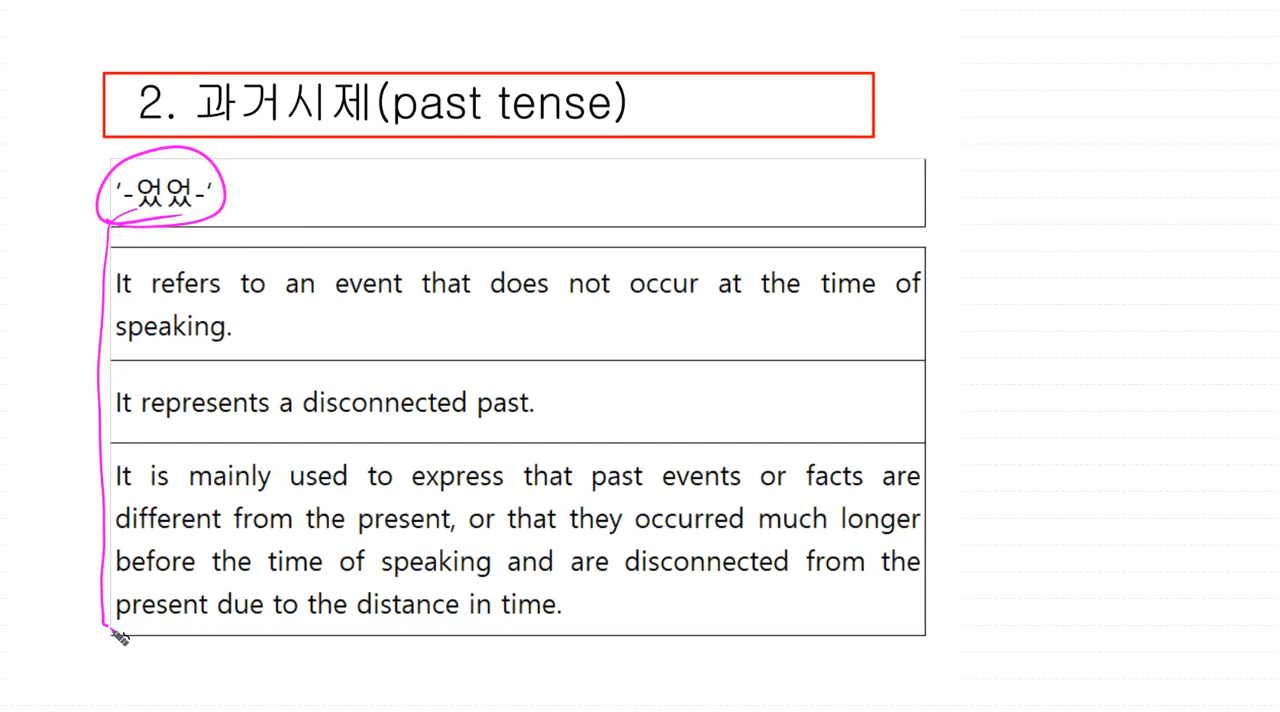 2. 과거시제(past tense)
'-었었-'
It refers to an event that does not occur at the time of
speaking.
It represents a disconnected past.
It is mainly used to express that past events or facts are
different from the present, or that they occurred much longer
before the time of speaking and are disconnected from the
present due to the distance in time.